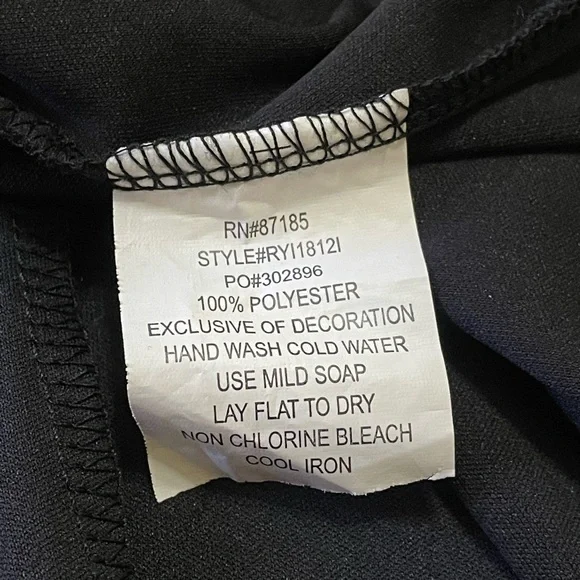 RN#87185
STYLE#RYI1812I
PO#302896
100% POLYESTER
EXCLUSIVE OF DECORATION
HAND WASH COLD WATER
USE MILD SOAP
LAY FLAT TO DRY
NON CHLORINE BLEACH
COOL IRON